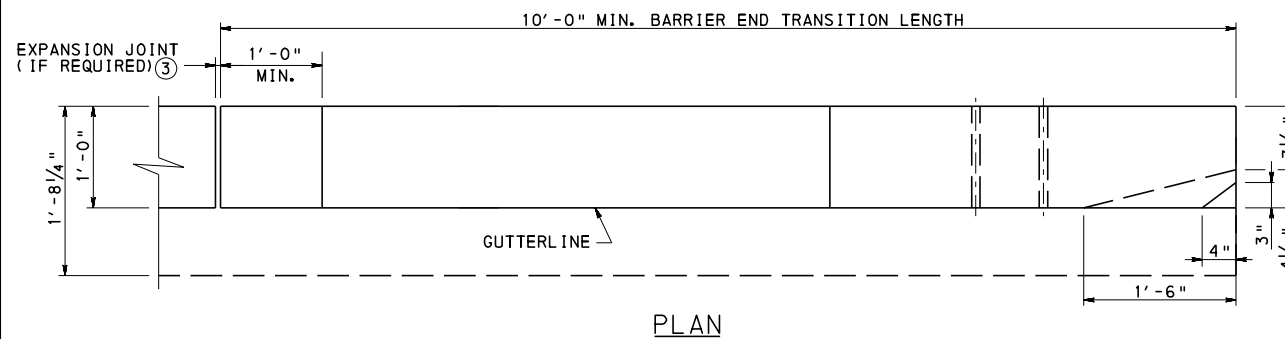 10'-0" MIN. BARRIER END TRANSITION LENGTH
EXPANSION JOINT
(IF REQUIRED) ③
1'-0"
MIN.
1'-8¼"
1'-0"
GUTTERLINE
3"
4"
1'-6"
PLAN